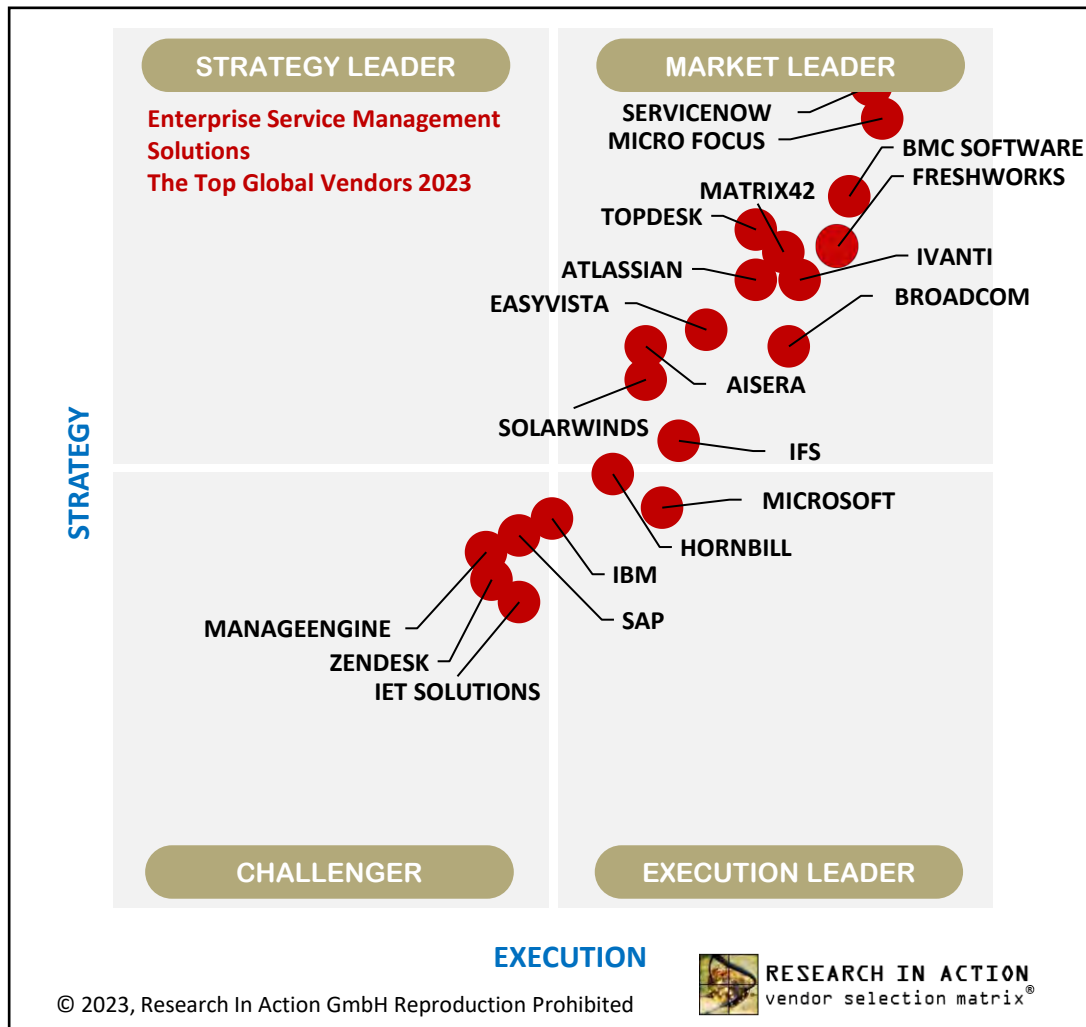 STRATEGY LEADER
MARKET LEADER
Enterprise Service Management
Solutions
The Top Global Vendors 2023
SERVICENOW
MICRO FOCUS
BMC SOFTWARE
FRESHWORKS
MATRIX42
TOPDESK
IVANTI
ATLASSIAN
BROADCOM
EASYVISTA
AISERA
SOLARWINDS
IFS
STRATEGY
MICROSOFT
HORNBILL
IBM
SAP
MANAGEENGINE
ZENDESK
IET SOLUTIONS
CHALLENGER
EXECUTION LEADER
EXECUTION
RESEARCH IN ACTION
vendor selection matrix®
© 2023, Research In Action GmbH Reproduction Prohibited